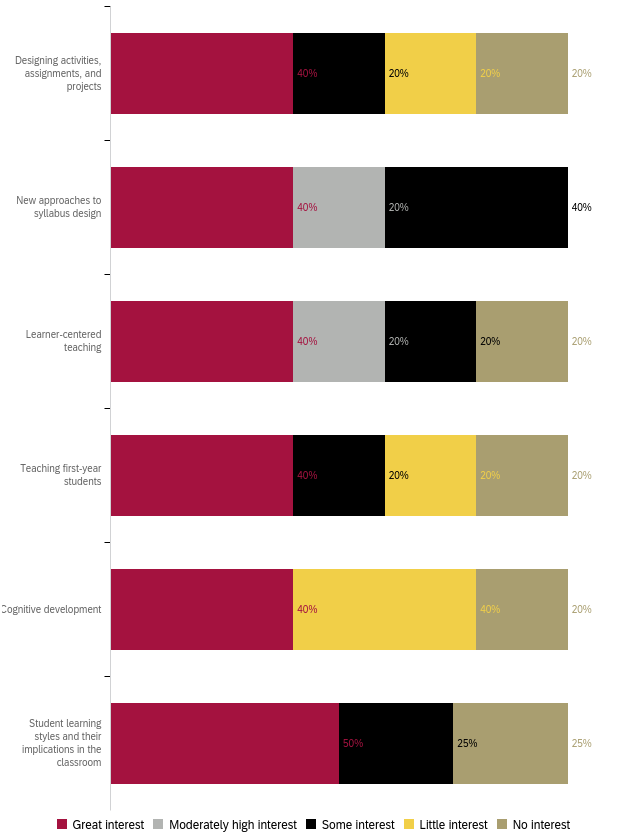 Designing activities,
assignments, and
projects
40% 20% 20% 20%
New approaches to
syllabus design
40% 20% 40%
Learner-centered
teaching
40% 20% 20% 20%
Teaching first-year
students
40% 20% 20% 20%
Cognitive development
40% 40% 20%
Student learning
styles and their
implications in the
classroom
50% 25% 25%
Great interest Moderately high interest Some interest Little interest No interest